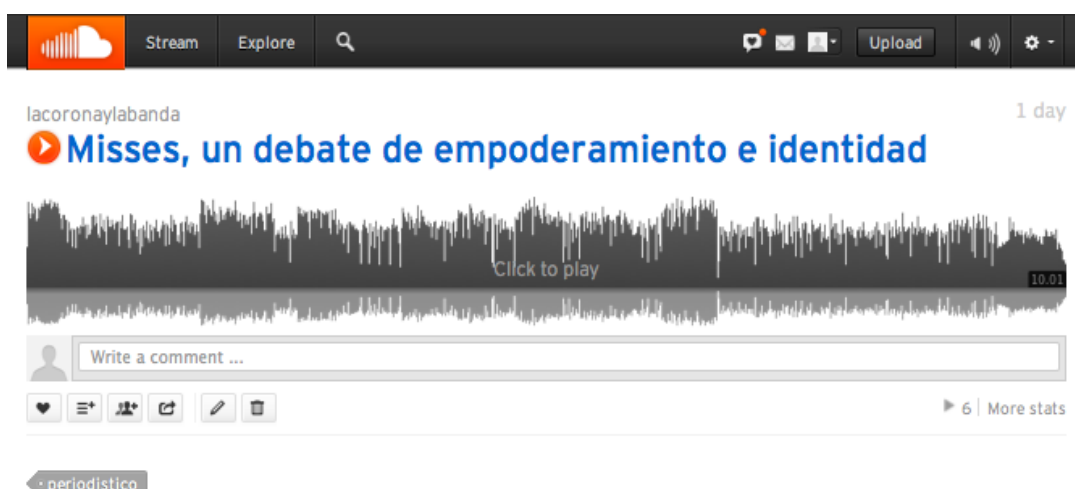 Stream Explore Upload
lacoronaylabanda 1 day
Misses, un debate de empoderamiento e identidad
Click to play
10.01
Write a comment ...
6 More stats
periodistico